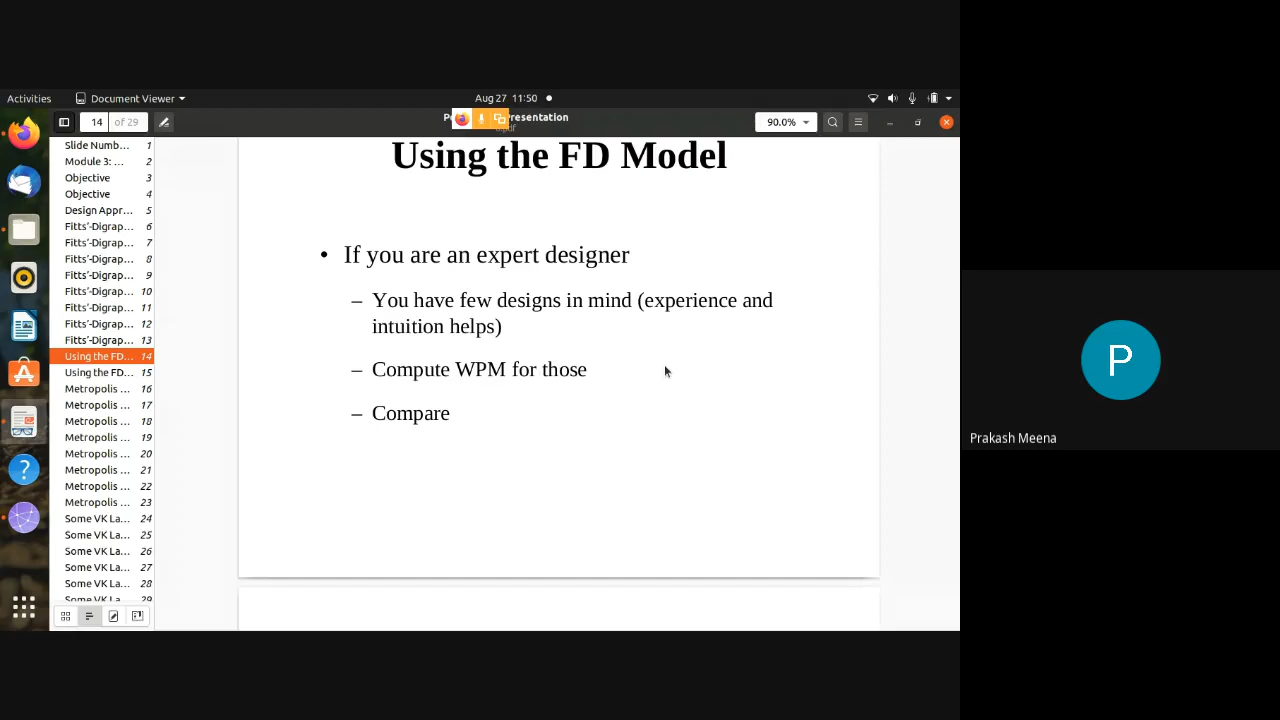 Activities
Document Viewer
Aug 27 11:50
14
of 29
Presentation
90.0%
Slide Numb... 1
Module 3: ... 2
Objective 3
Objective 4
Design Appr... 5
Fitts'-Digrap... 6
Fitts'-Digrap... 7
Fitts'-Digrap... 8
Fitts'-Digrap... 9
Fitts'-Digrap... 10
Fitts'-Digrap... 11
Fitts'-Digrap... 12
Fitts'-Digrap... 13
Using the FD... 14
Using the FD... 15
Metropolis ... 16
Metropolis ... 17
Metropolis ... 18
Metropolis ... 19
Metropolis ... 20
Metropolis ... 21
Metropolis ... 22
Metropolis ... 23
Some VK La... 24
Some VK La... 25
Some VK La... 26
Some VK La... 27
Some VK La... 28
Some VK La... 29
Using the FD Model
• If you are an expert designer
– You have few designs in mind (experience and
intuition helps)
– Compute WPM for those
– Compare
P
Prakash Meena